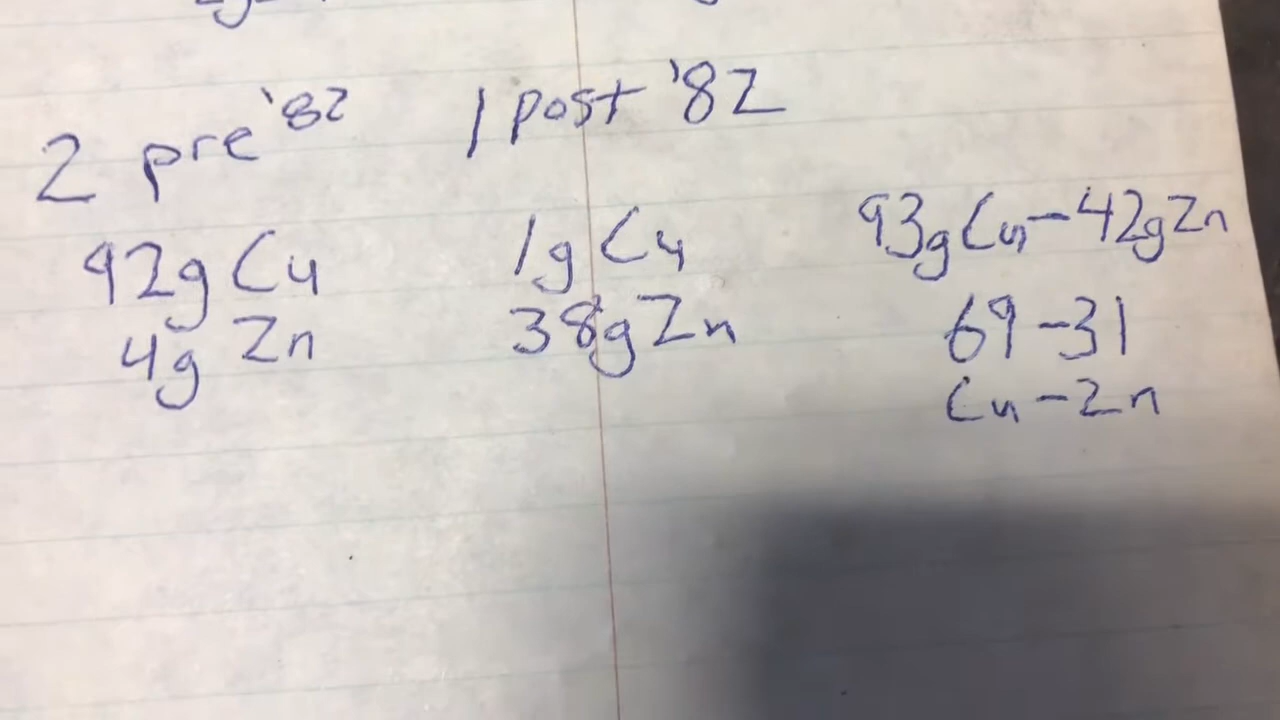 2 pre '82
92g Cu
4g Zn
1 post '82
1g Cu
38g Zn
93g Cu - 42g Zn
69 - 31
Cu - Zn